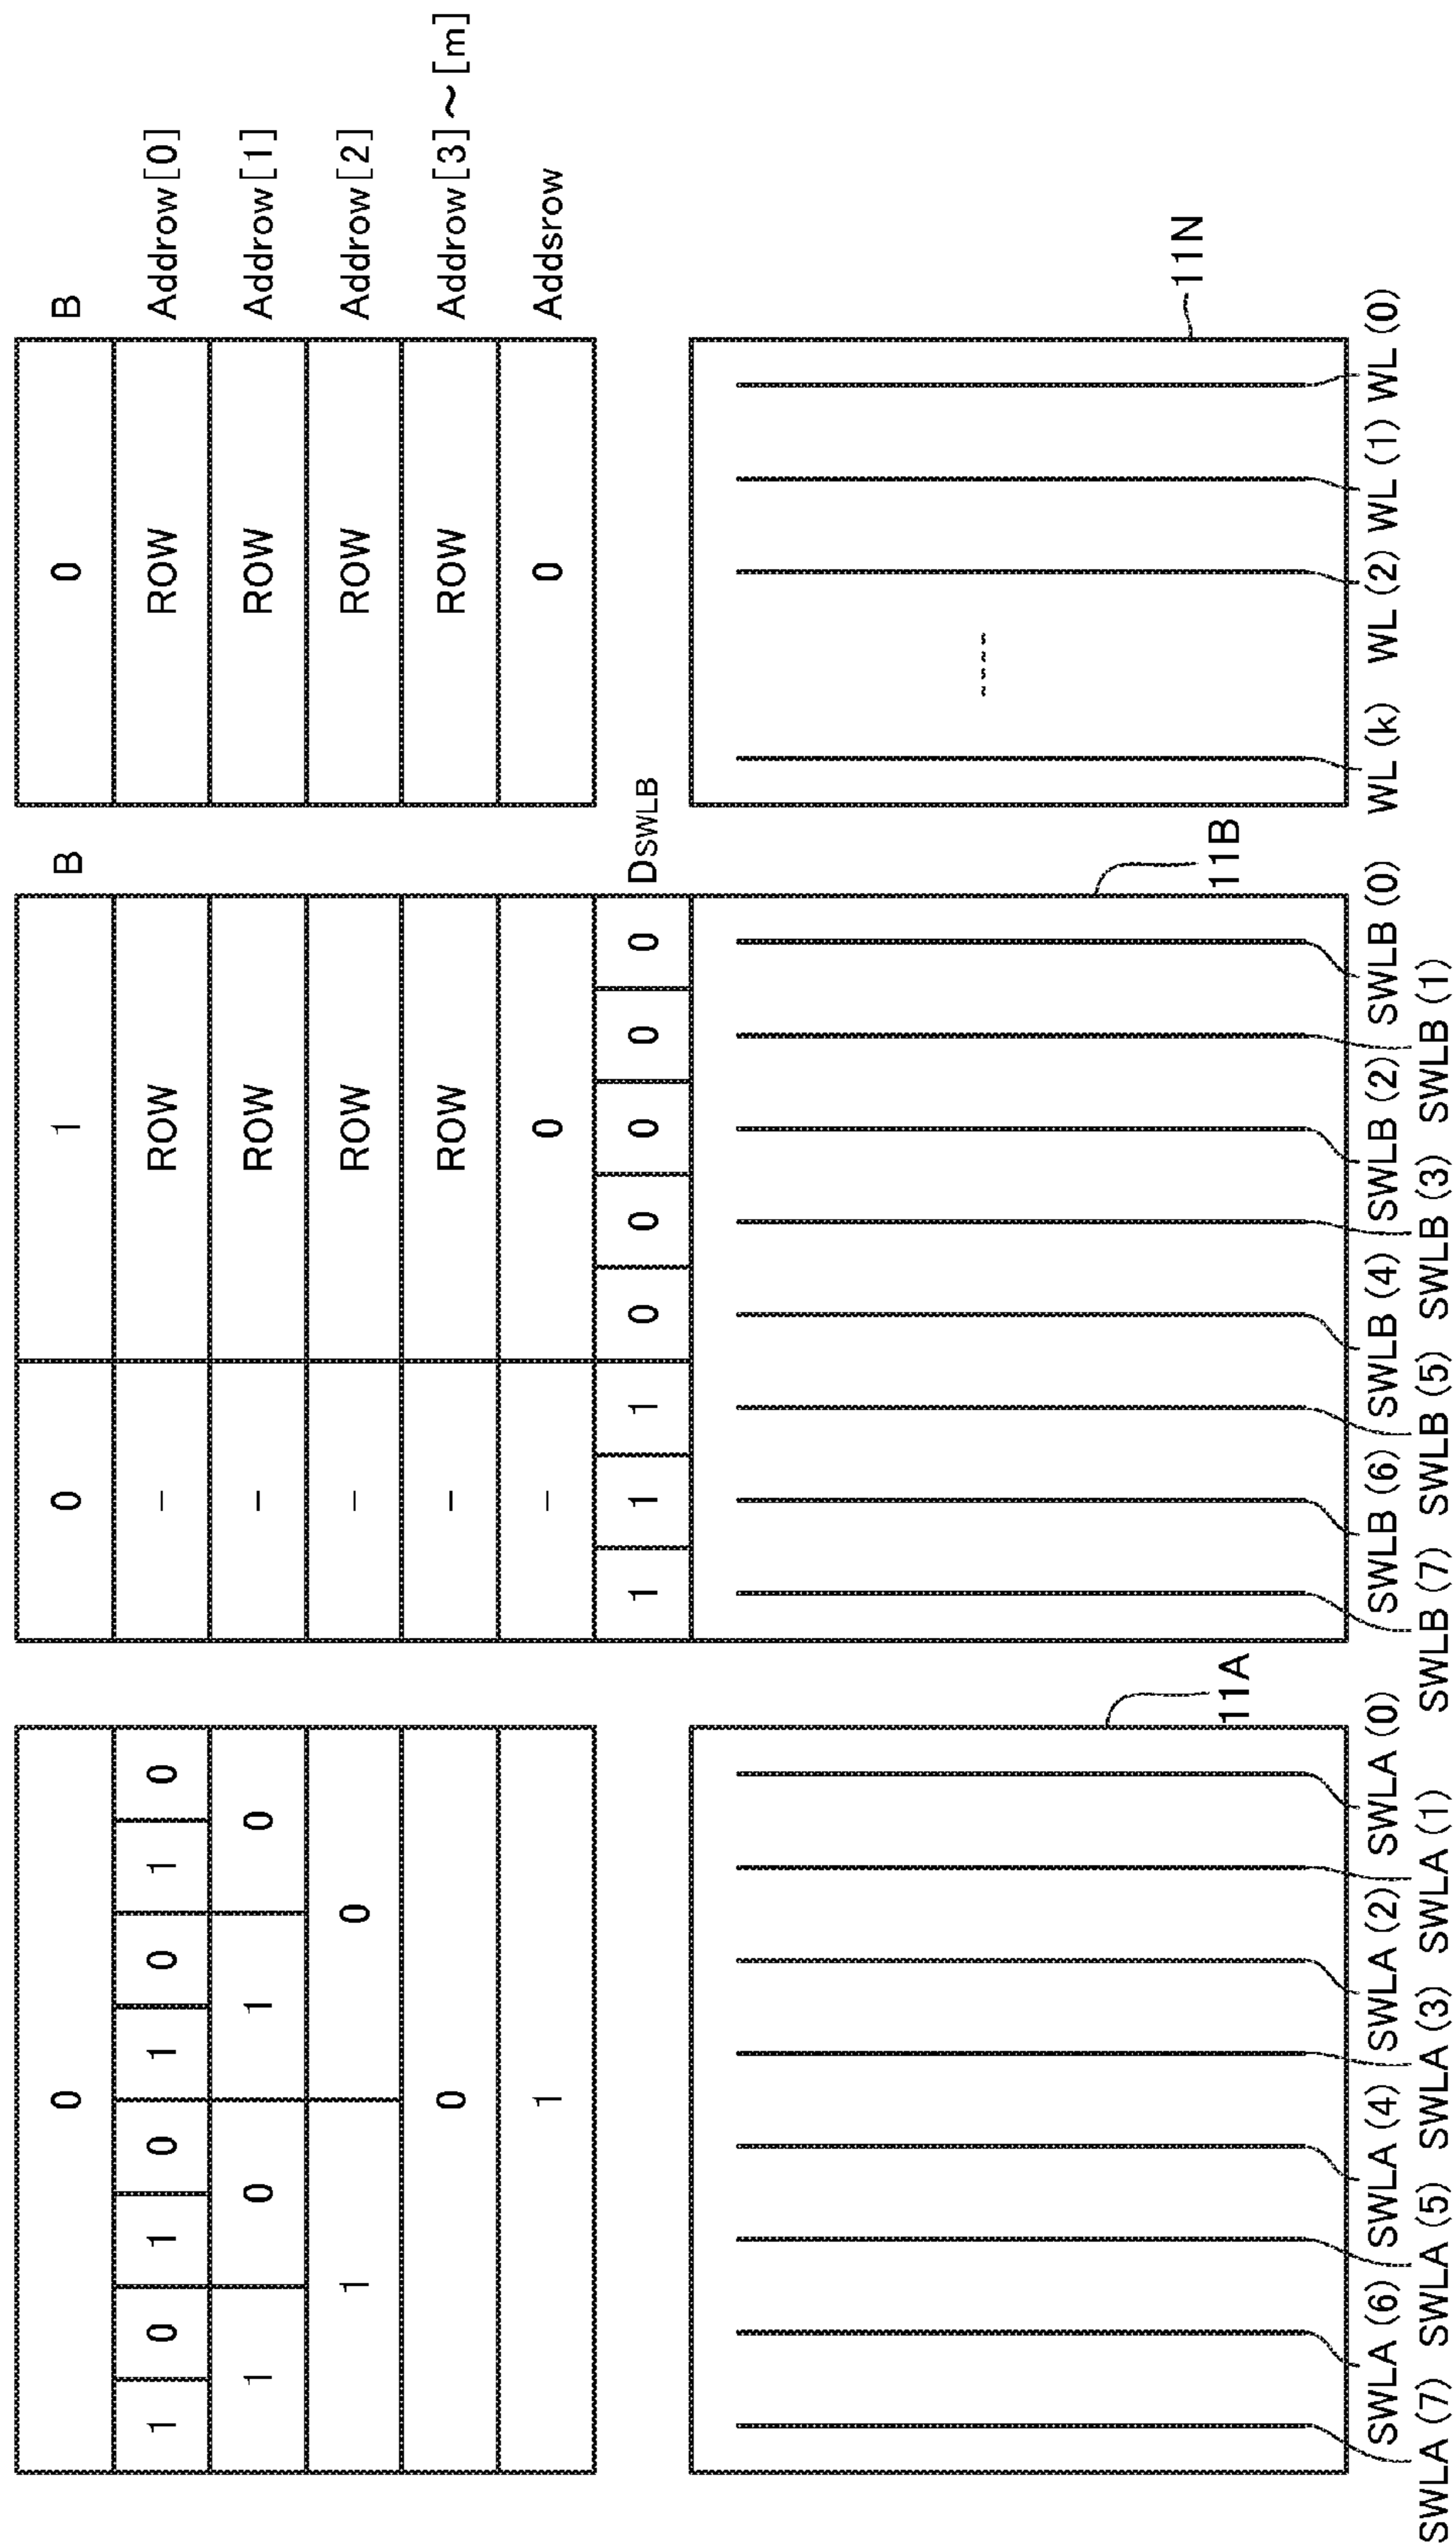 0 0 1 B 0 B
1 0 1 0 1 0 1 0 – ROW ROW Addrow[0]
1 0 1 0 – ROW ROW Addrow[1]
1 0 – ROW ROW Addrow[2]
0 – ROW ROW Addrow[3]~[m]
1 – 0 0 Addsrow
1 1 1 0 0 0 0 0 DSWLB
11A 11B 11N
SWLA (6) SWLA (4) SWLA (2) SWLA (0) SWLB (6) SWLB (4) SWLB (2) SWLB (0) WL (k) WL (2) WL (1) WL (0)
SWLA (7) SWLA (5) SWLA (3) SWLA (1) SWLB (7) SWLB (5) SWLB (3) SWLB (1)